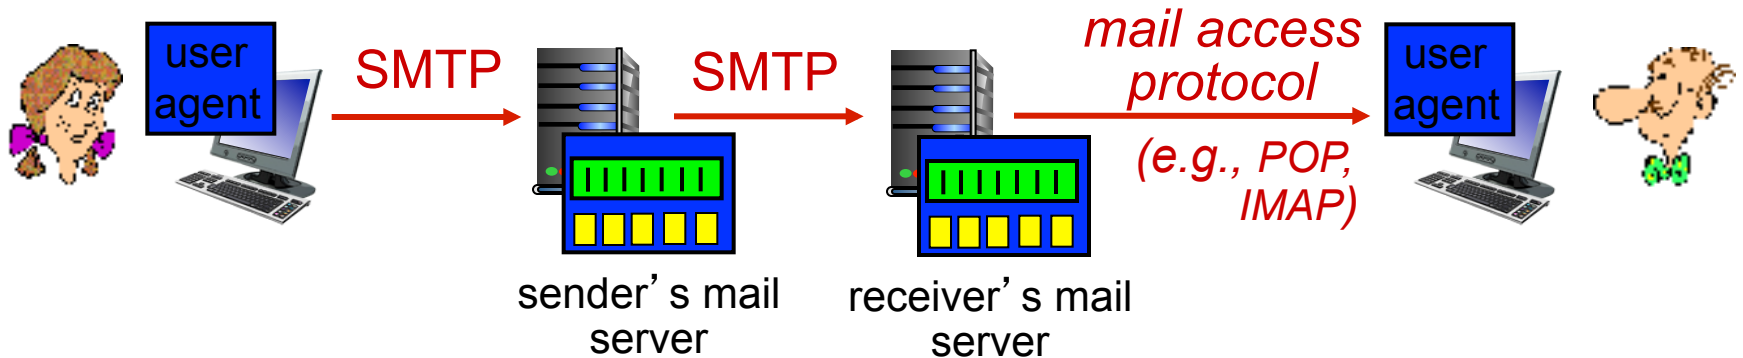 user
agent
SMTP
SMTP
mail access
protocol
(e.g., POP,
IMAP)
user
agent
sender’s mail
server
receiver’s mail
server